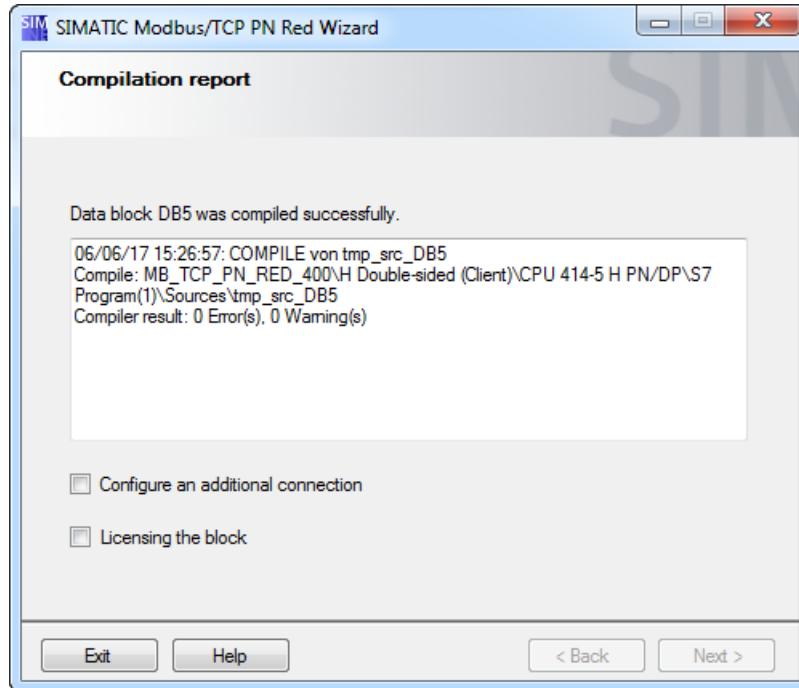 SIM
SIMATIC Modbus/TCP PN Red Wizard
Compilation report
SIM
Data block DB5 was compiled successfully.
06/06/17 15:26:57: COMPILE von tmp_src_DB5
Compile: MB_TCP_PN_RED_400\H Double-sided (Client)\CPU 414-5 H PN/DP\S7
Program(1)\Sources\tmp_src_DB5
Compiler result: 0 Error(s), 0 Warning(s)
Configure an additional connection
Licensing the block
Exit
Help
< Back
Next >